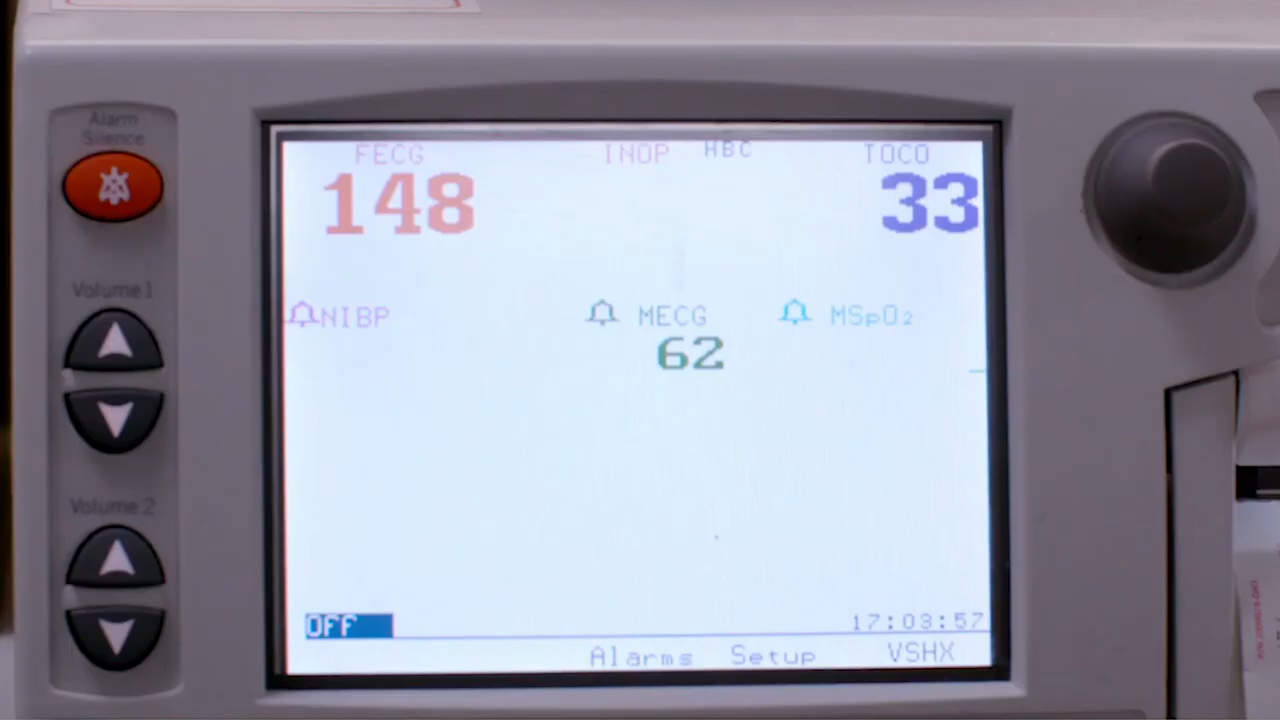 Alarm
Silence
Volume 1
Volume 2
FECG INOP HBC TOCO
148 33
NIBP MECG MSpO₂
62
OFF 17:03:57
Alarms Setup VSHX